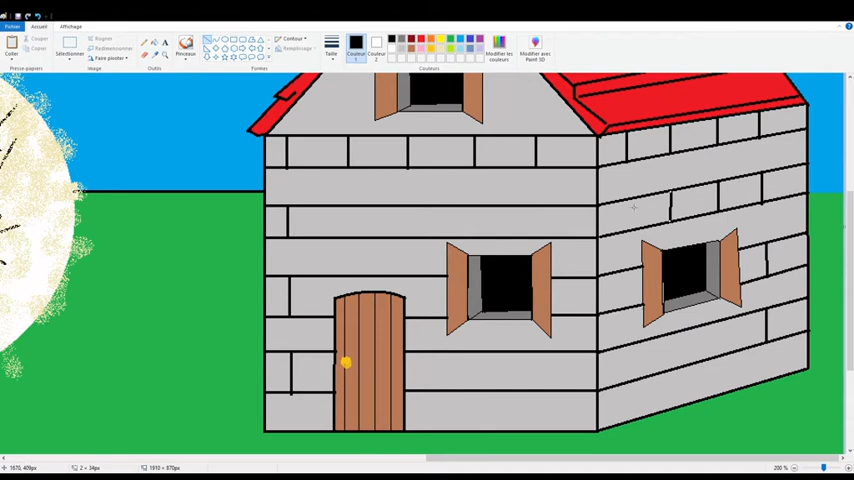 Fichier Accueil Affichage
Coller
Couper
Copier
Sélectionner
Rogner
Redimensionner
Faire pivoter
Pinceaux
Contour
Remplissage
Taille
Couleur 1
Couleur 2
Modifier les couleurs
Modifier avec Paint 3D
Presse-papiers Image Outils Formes Couleurs
1670, 409px 2 × 34px 1910 × 870px 200 %